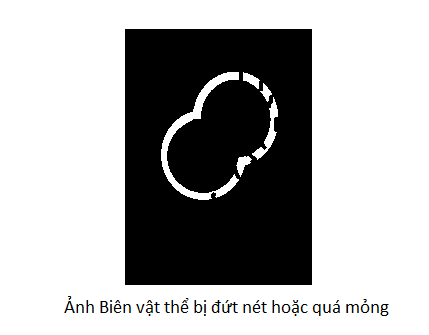 Ảnh Biên vật thể bị đứt nét hoặc quá mỏng